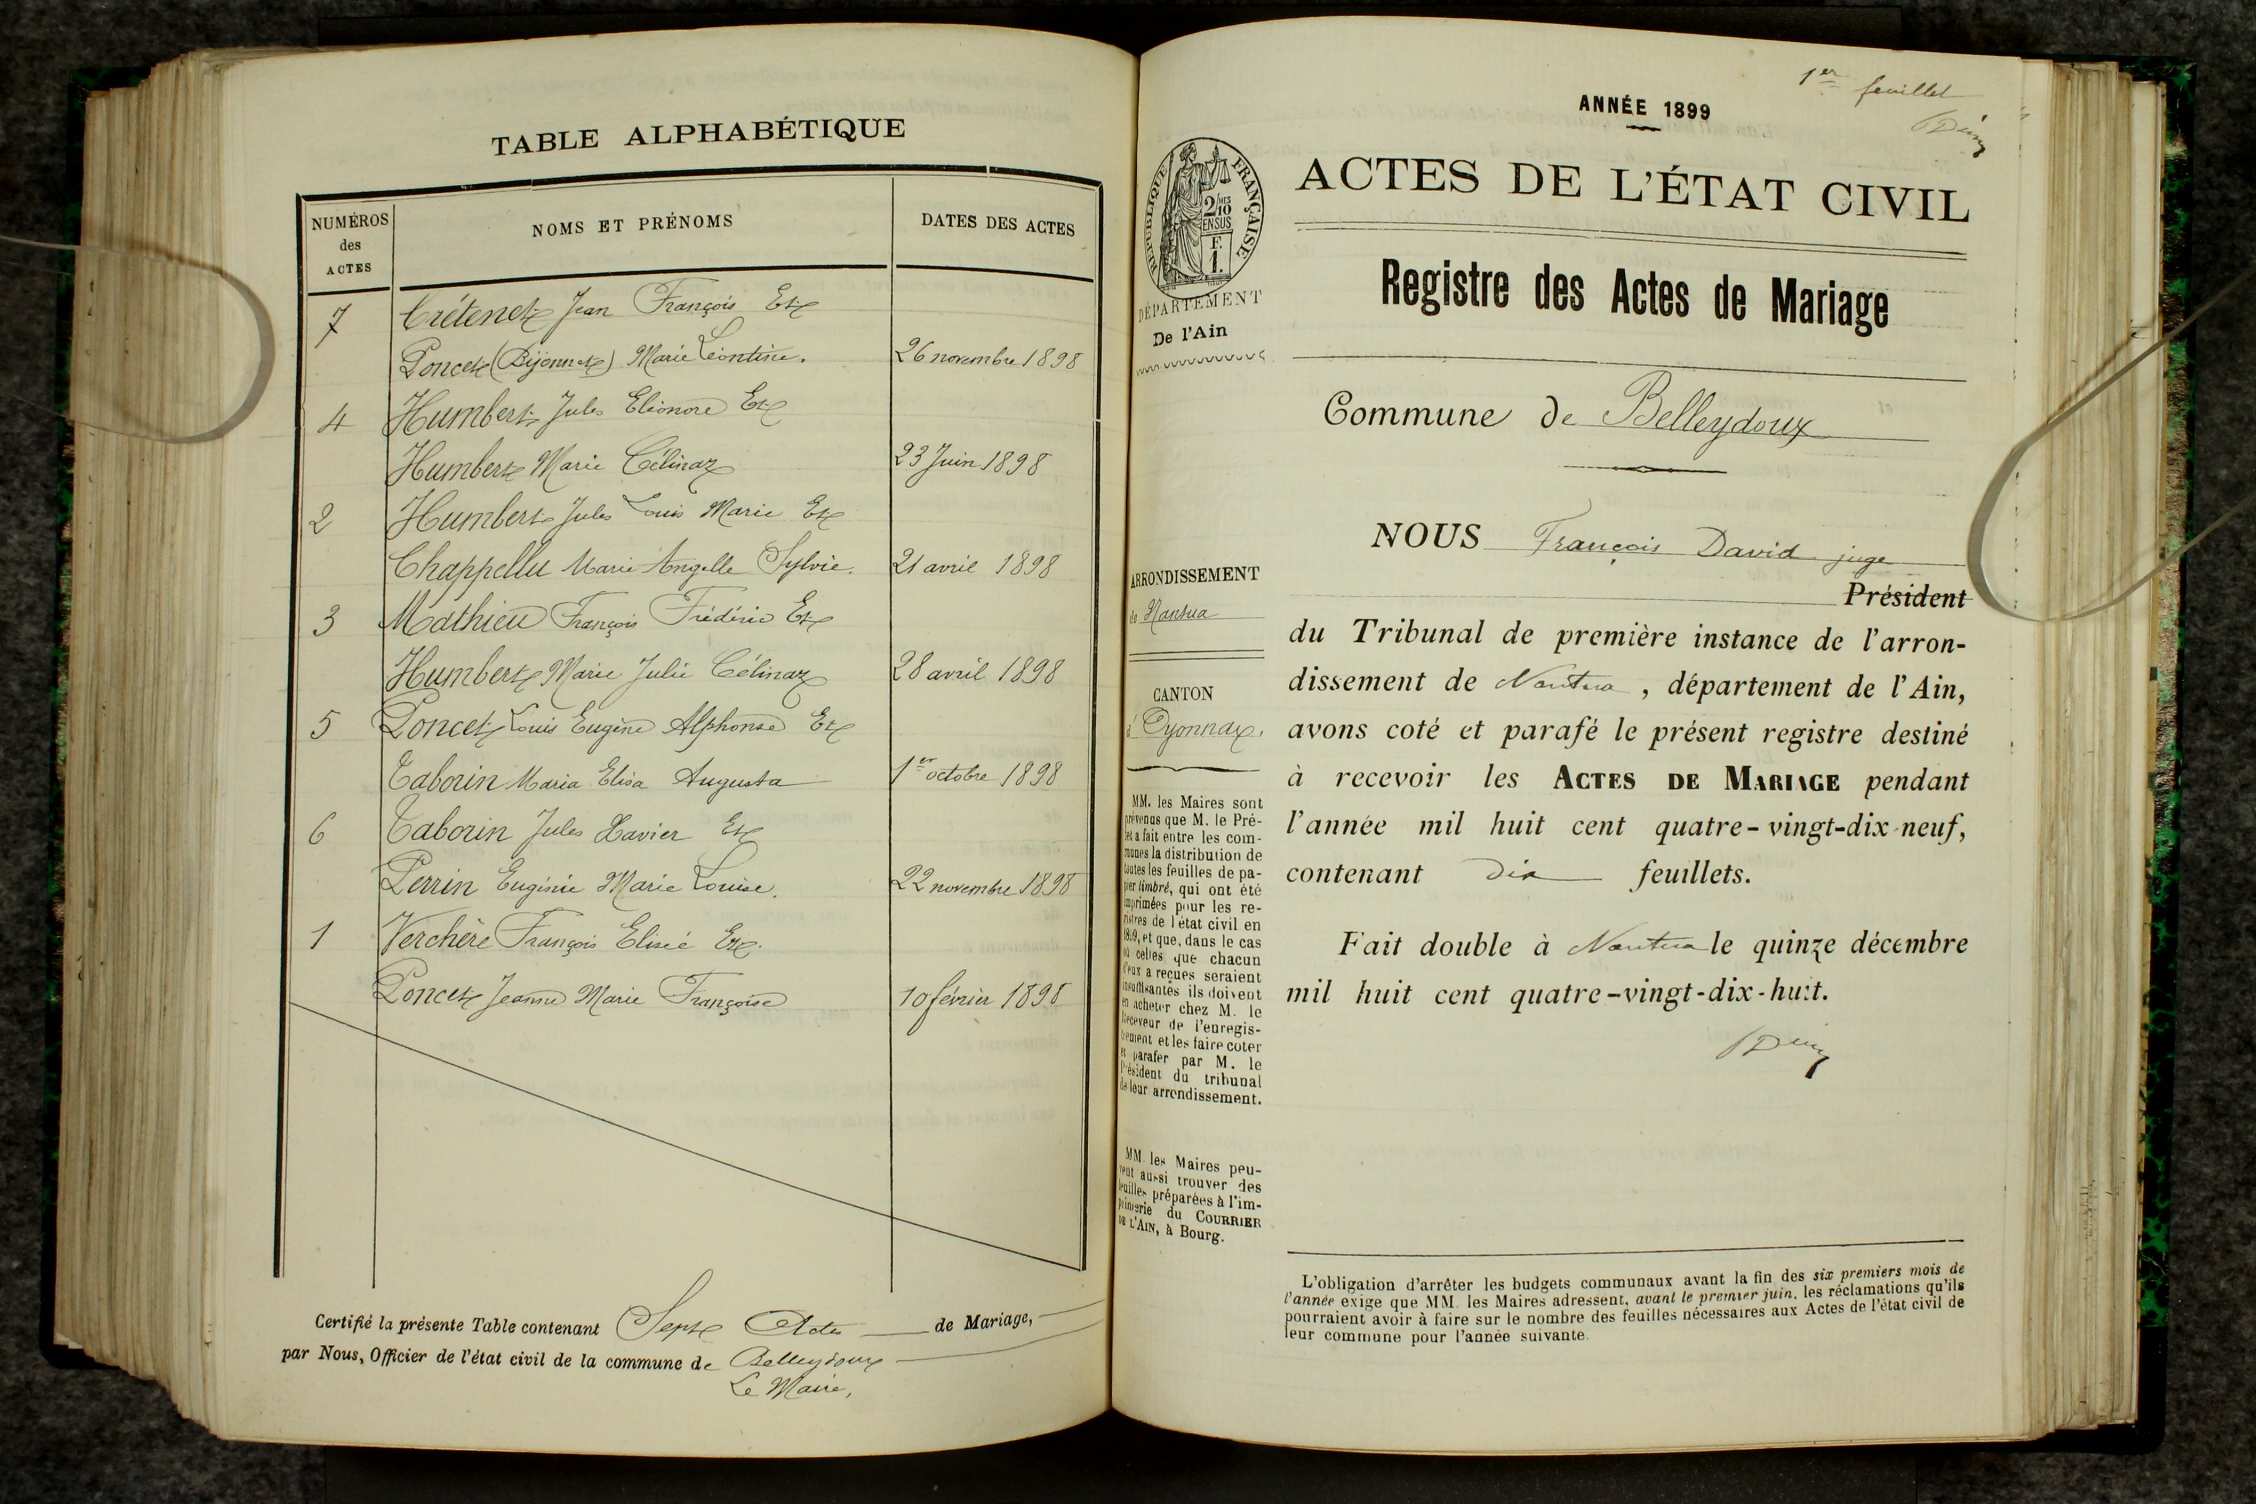 TABLE ALPHABÉTIQUE
NUMÉROS des ACTES
NOMS ET PRÉNOMS
DATES DES ACTES
7 Crétenet Jean François Et
Poncet (Bijonnet) Marie Léontine. 26 novembre 1898
4 Humbert Jules Eléonore Et
Humbert Marie Célinaz 23 Juin 1898
2 Humbert Jules Louis Marie Et
Chappellu Marie Angelle Sylvie. 21 avril 1898
3 Mathieu François Frédéric Et
Humbert Marie Julie Célinaz 28 avril 1898
5 Poncet Louis Eugène Alphonse Et
Taborin Maria Elisa Augusta 1er octobre 1898
6 Taborin Jules Xavier Et
Perrin Euginie Marie Louise. 22 novembre 1898
1 Verchère François Elisée Et.
Poncet Jeanne Marie Françoise 10 février 1898
Certifié la présente Table contenant Sept Actes de Mariage,
par Nous, Officier de l'état civil de la commune de Belleydoux
Le Maire,
1er feuillet
ANNÉE 1899
RÉPUBLIQUE FRANÇAISE
2/10 MES
EN SUS
F.
1.
DÉPARTEMENT
De l'Ain
ACTES DE L'ÉTAT CIVIL
Registre des Actes de Mariage
Commune de Belleydoux
ARRONDISSEMENT
de Nantua
CANTON
d'Oyonnax.
MM. les Maires sont
prévenus que M. le Pré-
fet a fait entre les com-
munes la distribution de
toutes les feuilles de pa-
pier timbré, qui ont été
imprimées pour les re-
gistres de l'état civil en
1899, et que, dans le cas
où celles que chacun
d'eux a reçues seraient
insuffisantes ils doivent
en acheter chez M. le
Receveur de l'enregis-
trement et les faire coter
et parafer par M. le
Président du tribunal
de leur arrondissement.
MM. les Maires peu-
vent aussi trouver des
feuilles préparées à l'im-
primerie du COURRIER
DE L'AIN, à Bourg.
NOUS François David juge
Président
du Tribunal de première instance de l'arron-
dissement de Nantua, département de l'Ain,
avons coté et parafé le présent registre destiné
à recevoir les ACTES DE MARIAGE pendant
l'année mil huit cent quatre-vingt-dix-neuf,
contenant dix feuillets.
Fait double à Nantua le quinze décembre
mil huit cent quatre-vingt-dix-huit.
L'obligation d'arrêter les budgets communaux avant la fin des six premiers mois de
l'année exige que MM. les Maires adressent, avant le premier juin, les réclamations qu'ils
pourraient avoir à faire sur le nombre des feuilles nécessaires aux Actes de l'état civil de
leur commune pour l'année suivante.